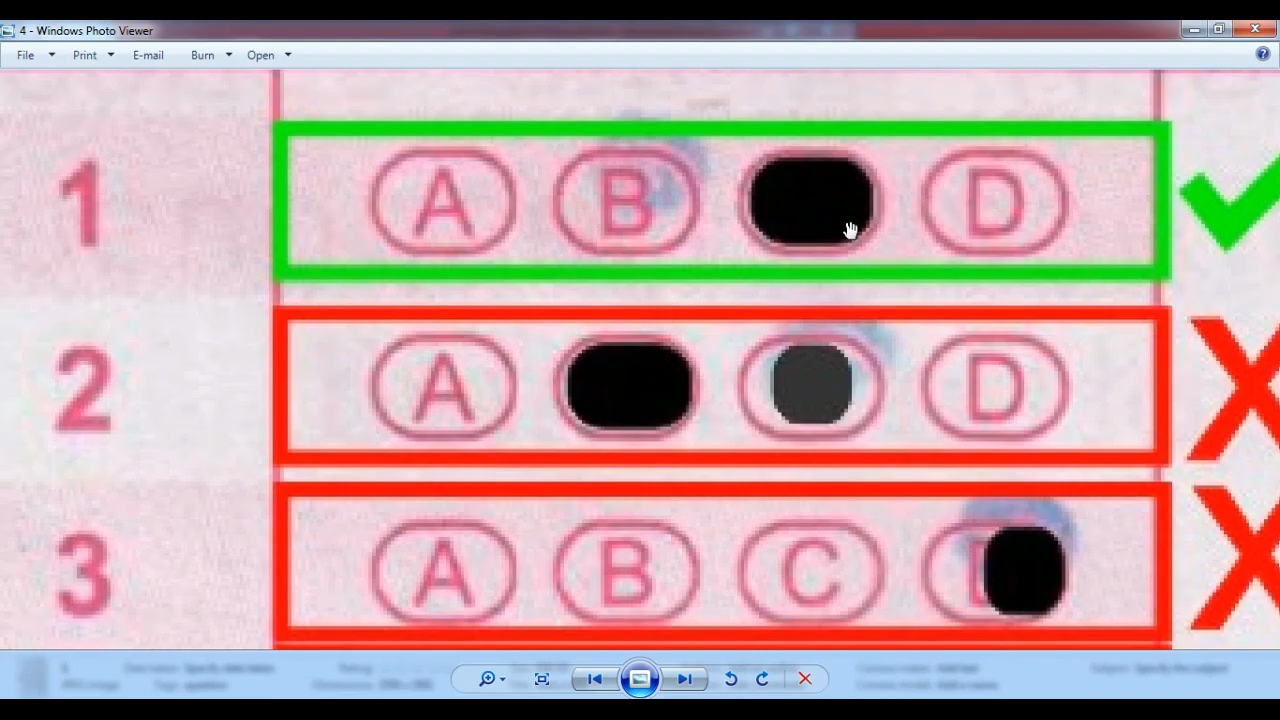 4 - Windows Photo Viewer
File Print E-mail Burn Open
1 A B D
2 A D
3 A B C